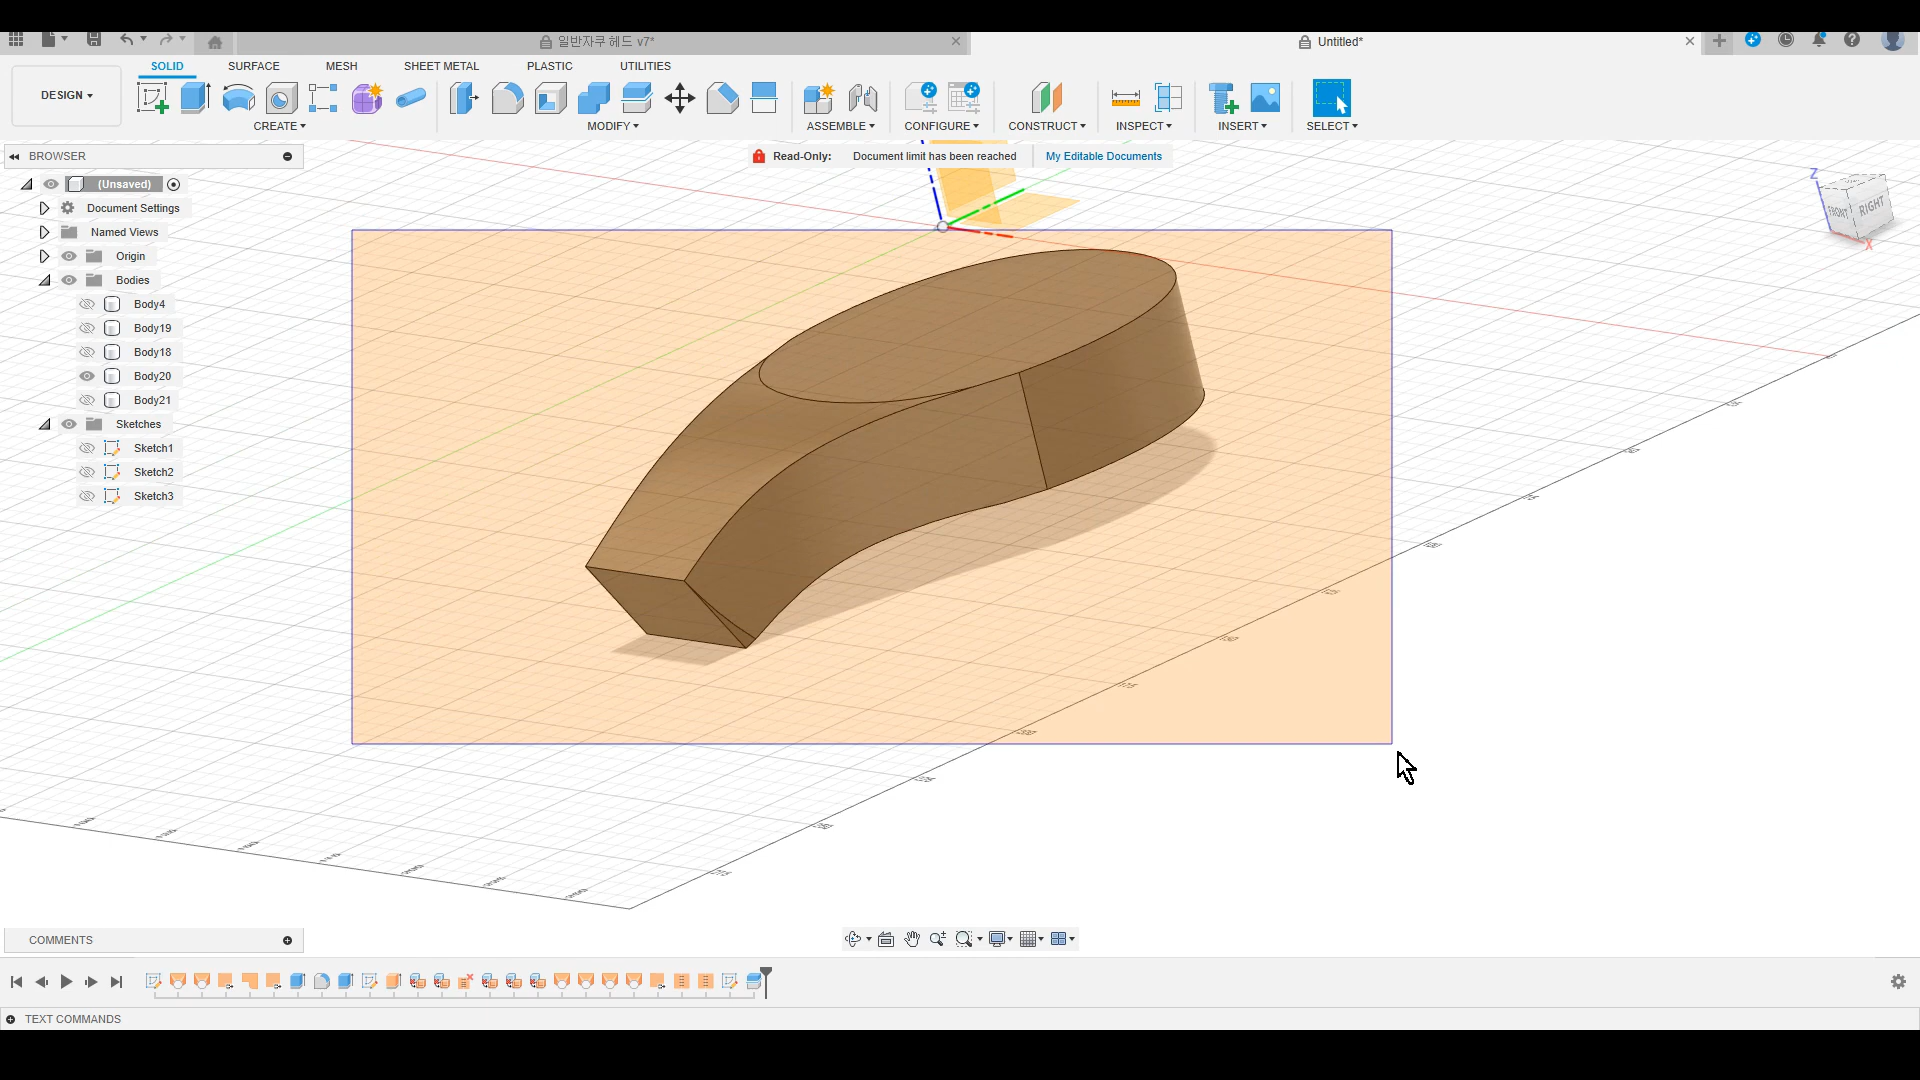 일반자쿠 헤드 v7*
Untitled*
DESIGN
SOLID
SURFACE
MESH
SHEET METAL
PLASTIC
UTILITIES
CREATE
MODIFY
ASSEMBLE
CONFIGURE
CONSTRUCT
INSPECT
INSERT
SELECT
BROWSER
Read-Only: Document limit has been reached My Editable Documents
(Unsaved)
Document Settings
Named Views
Origin
Bodies
Body4
Body19
Body18
Body20
Body21
Sketches
Sketch1
Sketch2
Sketch3
Z
FRONT
RIGHT
X
COMMENTS
TEXT COMMANDS